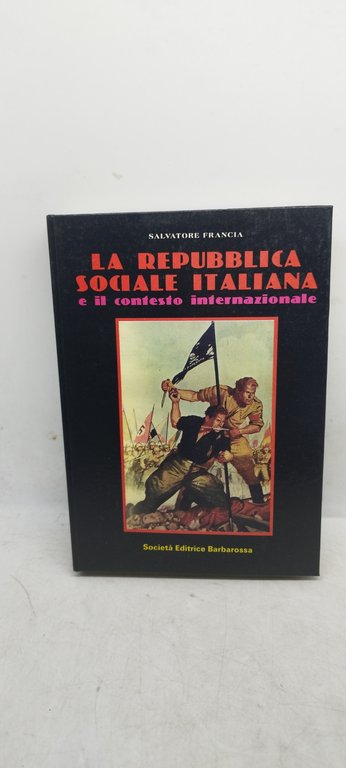 SALVATORE FRANCIA
LA REPUBBLICA
SOCIALE ITALIANA
e il contesto internazionale
Società Editrice Barbarossa